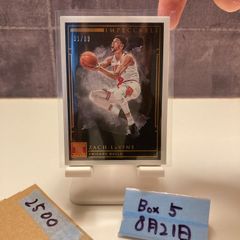 IMPECCABLE
ZACH LaVINE
CHICAGO BULLS
2500
Box 5
8月21日